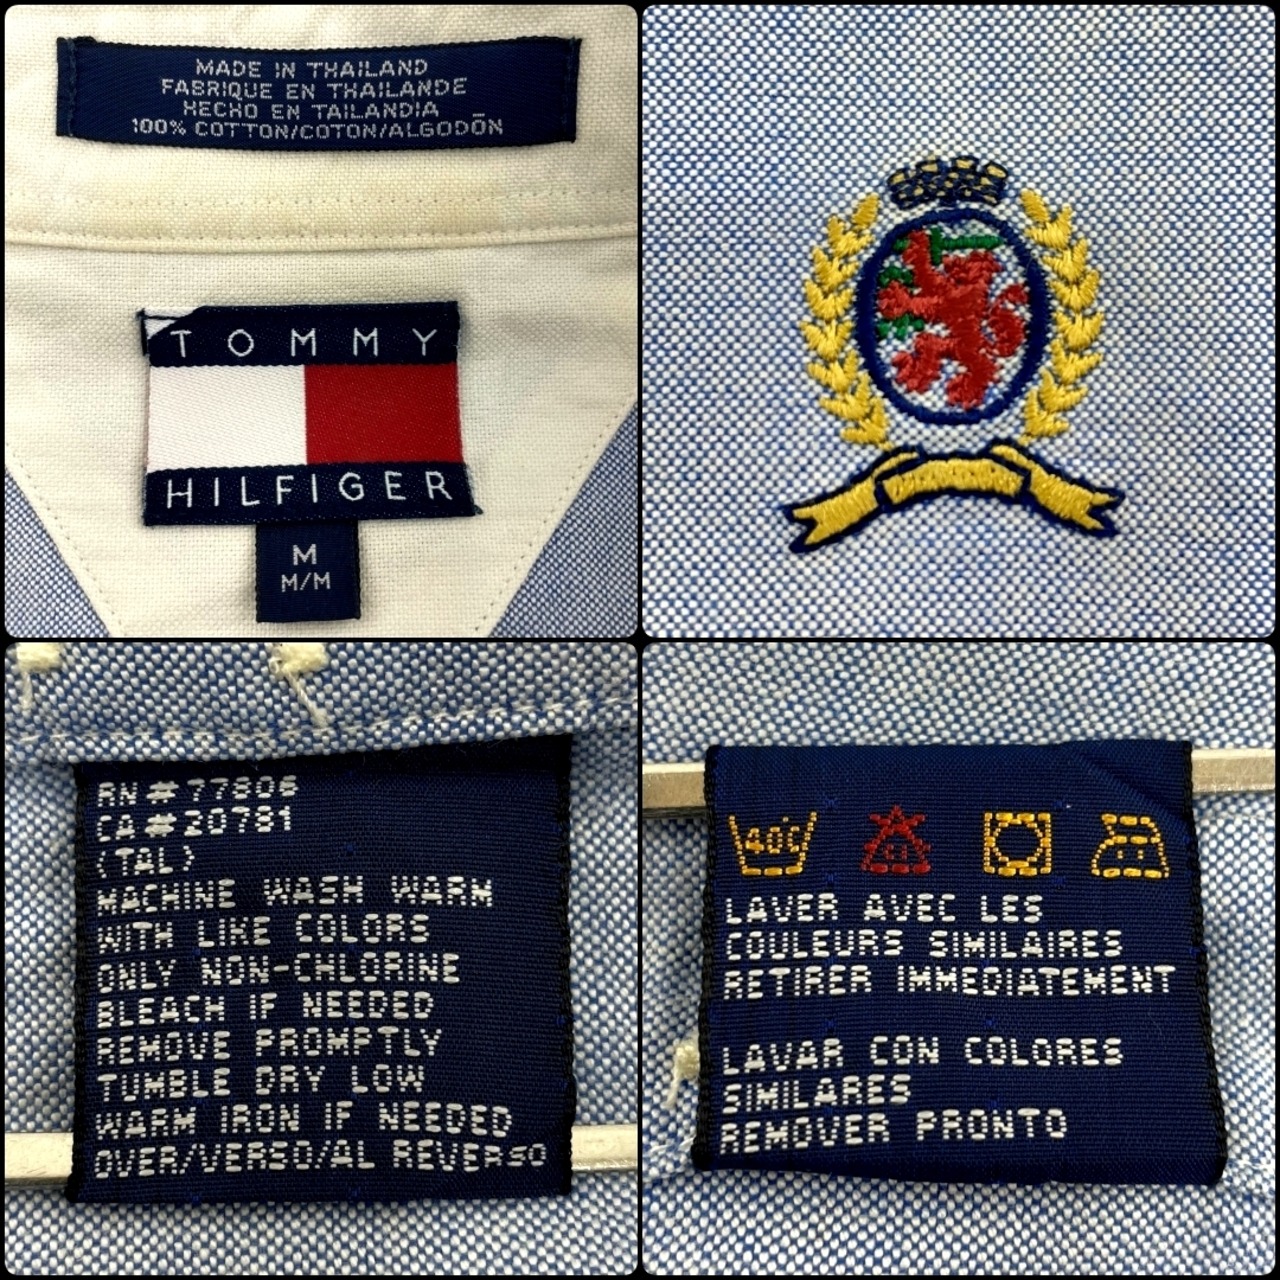 MADE IN THAILAND
FABRIQUE EN THAILANDE
HECHO EN TAILANDIA
100% COTTON/COTON/ALGODŌN
TOMMY
HILFIGER
M
M/M
RN#77806
CA#20781
(TAL)
MACHINE WASH WARM
WITH LIKE COLORS
ONLY NON-CHLORINE
BLEACH IF NEEDED
REMOVE PROMPTLY
TUMBLE DRY LOW
WARM IRON IF NEEDED
OVER/VERSO/AL REVERSO
40°C
LAVER AVEC LES
COULEURS SIMILAIRES
RETIRER IMMEDIATEMENT
LAVAR CON COLORES
SIMILARES
REMOVER PRONTO